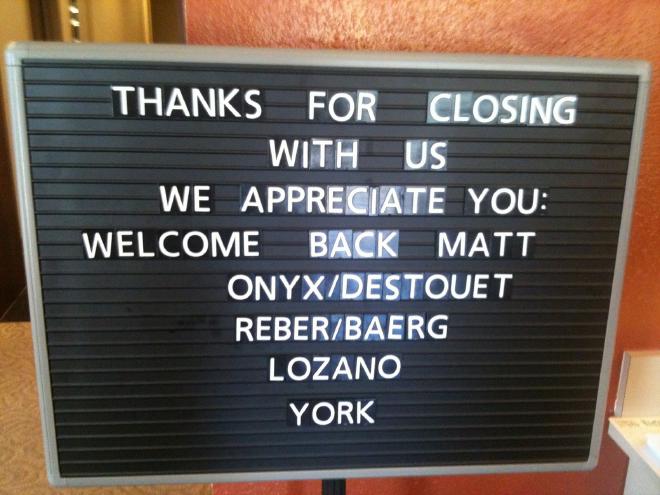 THANKS FOR CLOSING
WITH US
WE APPRECIATE YOU:
WELCOME BACK MATT
ONYX/DESTOUET
REBER/BAERG
LOZANO
YORK